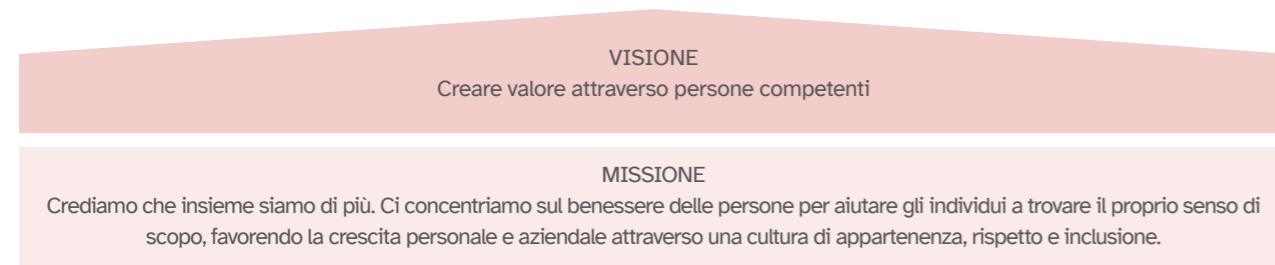 VISIONE
Creare valore attraverso persone competenti
MISSIONE
Crediamo che insieme siamo di più. Ci concentriamo sul benessere delle persone per aiutare gli individui a trovare il proprio senso di
scopo, favorendo la crescita personale e aziendale attraverso una cultura di appartenenza, rispetto e inclusione.